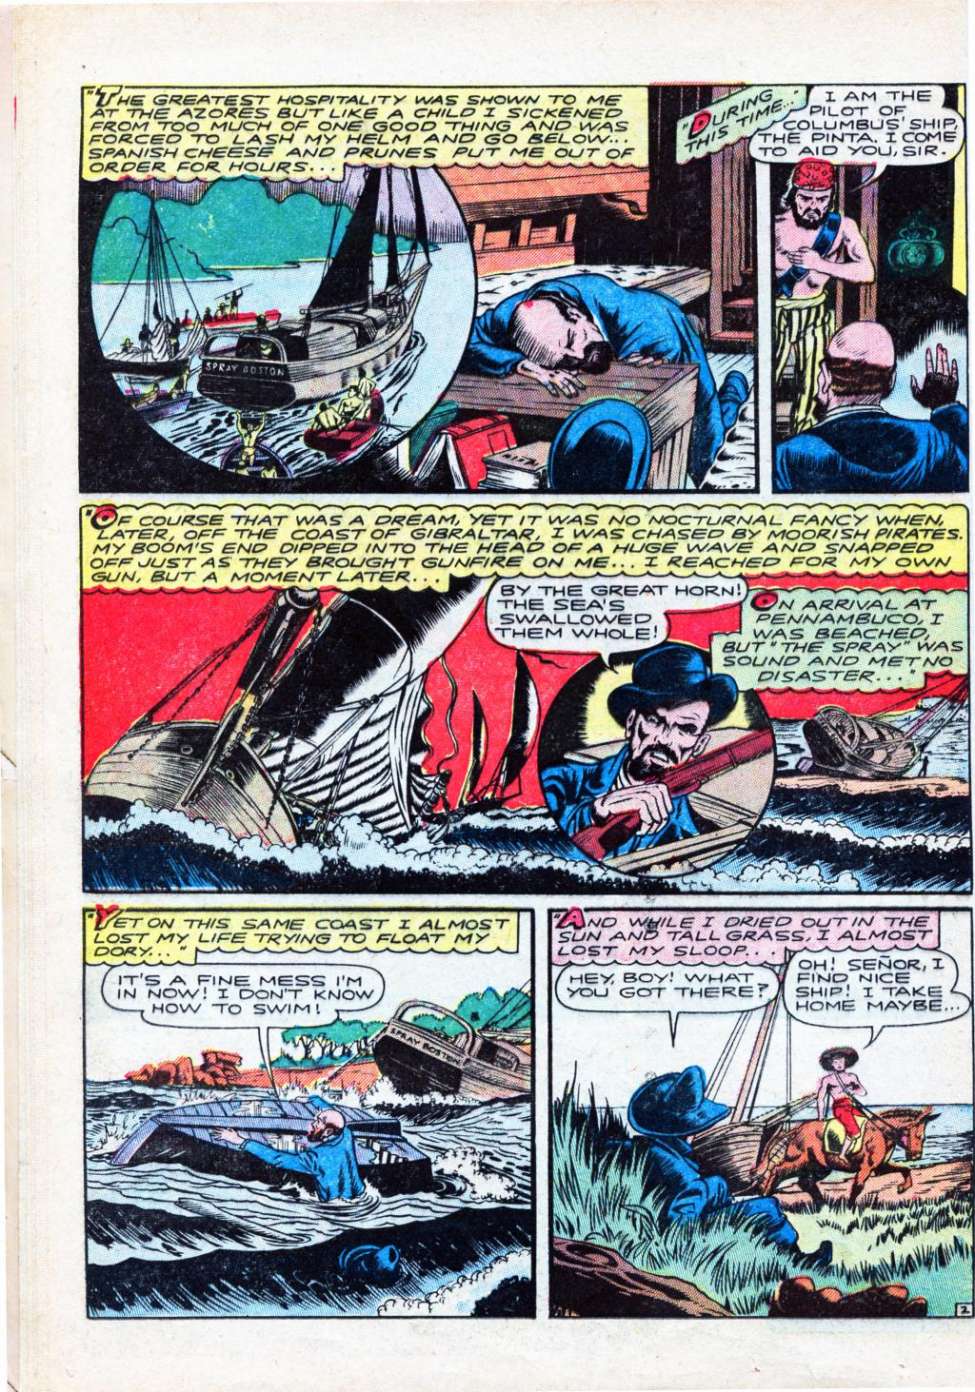 "THE GREATEST HOSPITALITY WAS SHOWN TO ME
AT THE AZORES BUT LIKE A CHILD I SICKENED
FROM TOO MUCH OF ONE GOOD THING AND WAS
FORCED TO LASH MY HELM AND GO BELOW...
SPANISH CHEESE AND PRUNES PUT ME OUT OF
ORDER FOR HOURS...
SPRAY BOSTON
"DURING
THIS TIME..."
I AM THE
PILOT OF
COLUMBUS' SHIP,
THE PINTA. I COME
TO AID YOU, SIR.
"OF COURSE THAT WAS A DREAM, YET IT WAS NO NOCTURNAL FANCY WHEN,
LATER, OFF THE COAST OF GIBRALTAR, I WAS CHASED BY MOORISH PIRATES.
MY BOOM'S END DIPPED INTO THE HEAD OF A HUGE WAVE AND SNAPPED
OFF JUST AS THEY BROUGHT GUNFIRE ON ME... I REACHED FOR MY OWN
GUN, BUT A MOMENT LATER...
BY THE GREAT HORN!
THE SEA'S
SWALLOWED
THEM WHOLE!
"ON ARRIVAL AT
PENNAMBUCO, I
WAS BEACHED,
BUT "THE SPRAY" WAS
SOUND AND MET NO
DISASTER..."
"YET ON THIS SAME COAST I ALMOST
LOST MY LIFE TRYING TO FLOAT MY
DORY..."
IT'S A FINE MESS I'M
IN NOW! I DON'T KNOW
HOW TO SWIM!
SPRAY BOSTON
"AND WHILE I DRIED OUT IN THE
SUN AND TALL GRASS, I ALMOST
LOST MY SLOOP...
HEY, BOY! WHAT
YOU GOT THERE?
OH! SEÑOR, I
FIND NICE
SHIP! I TAKE
HOME MAYBE...
2